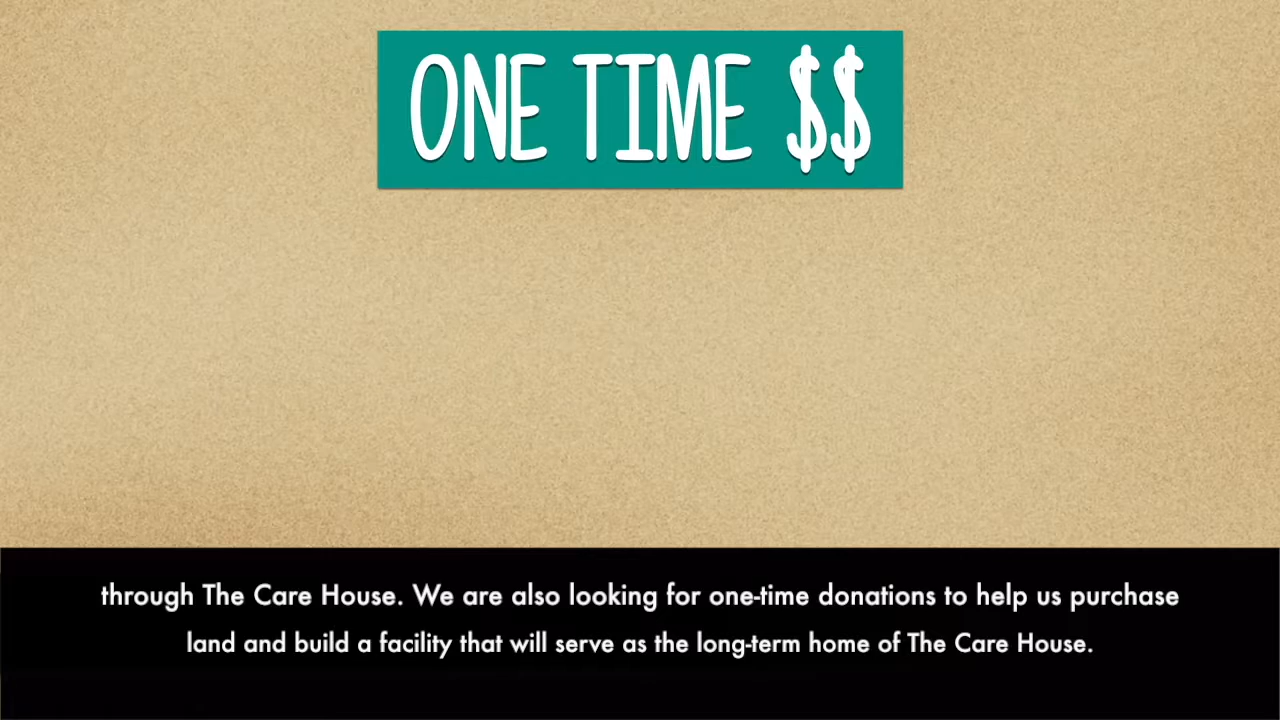 ONE TIME $$
through The Care House. We are also looking for one-time donations to help us purchase
land and build a facility that will serve as the long-term home of The Care House.